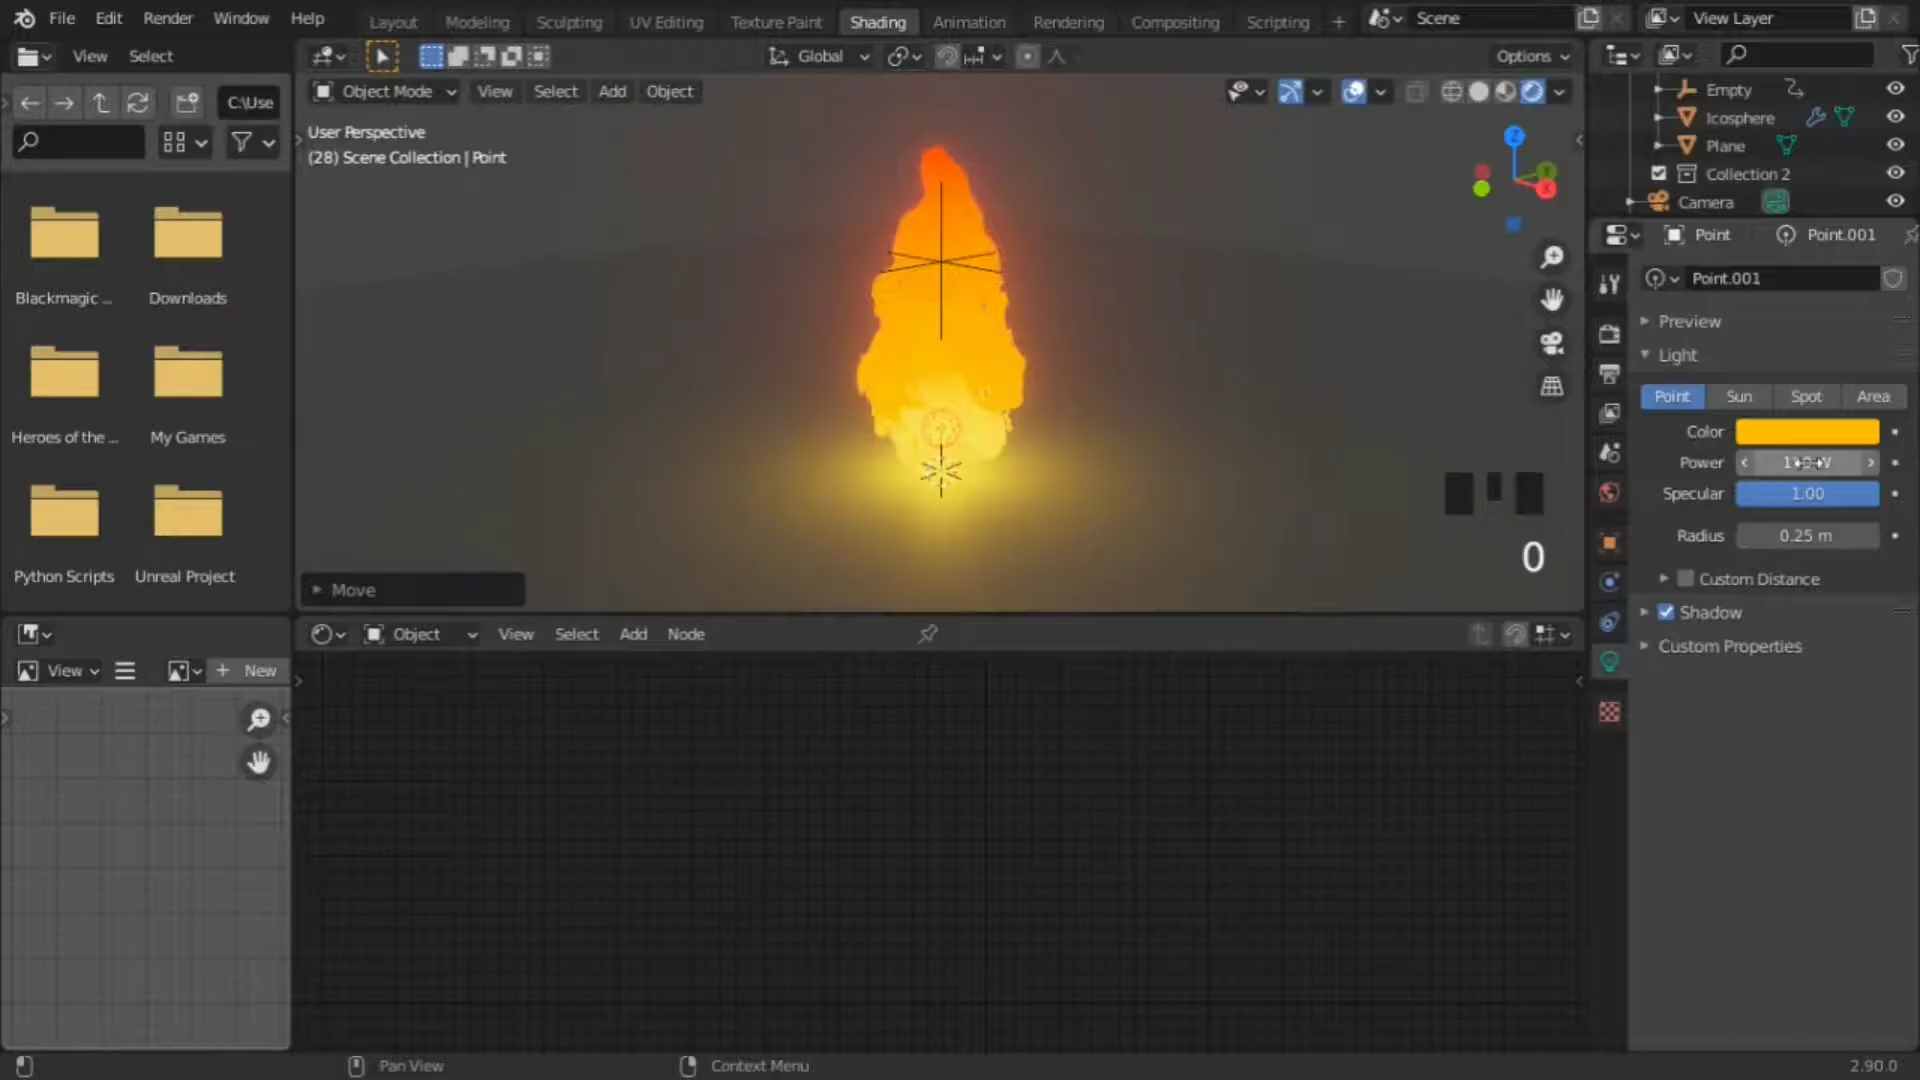 File Edit Render Window Help
Layout Modeling Sculpting UV Editing Texture Paint Shading Animation Rendering Compositing Scripting +
Scene
View Layer
View Select
Global
Options
C:\Use
Object Mode View Select Add Object
User Perspective
(28) Scene Collection | Point
Z
Y
X
Empty
Icosphere
Plane
Collection 2
Camera
Point Point.001
Point.001
Preview
Light
Point Sun Spot Area
Color
Power
Specular 1.00
Radius 0.25 m
Custom Distance
Shadow
Custom Properties
Blackmagic ... Downloads
Heroes of the ... My Games
Python Scripts Unreal Project
0
Move
Object View Select Add Node
View + New
Pan View
Context Menu
2.90.0